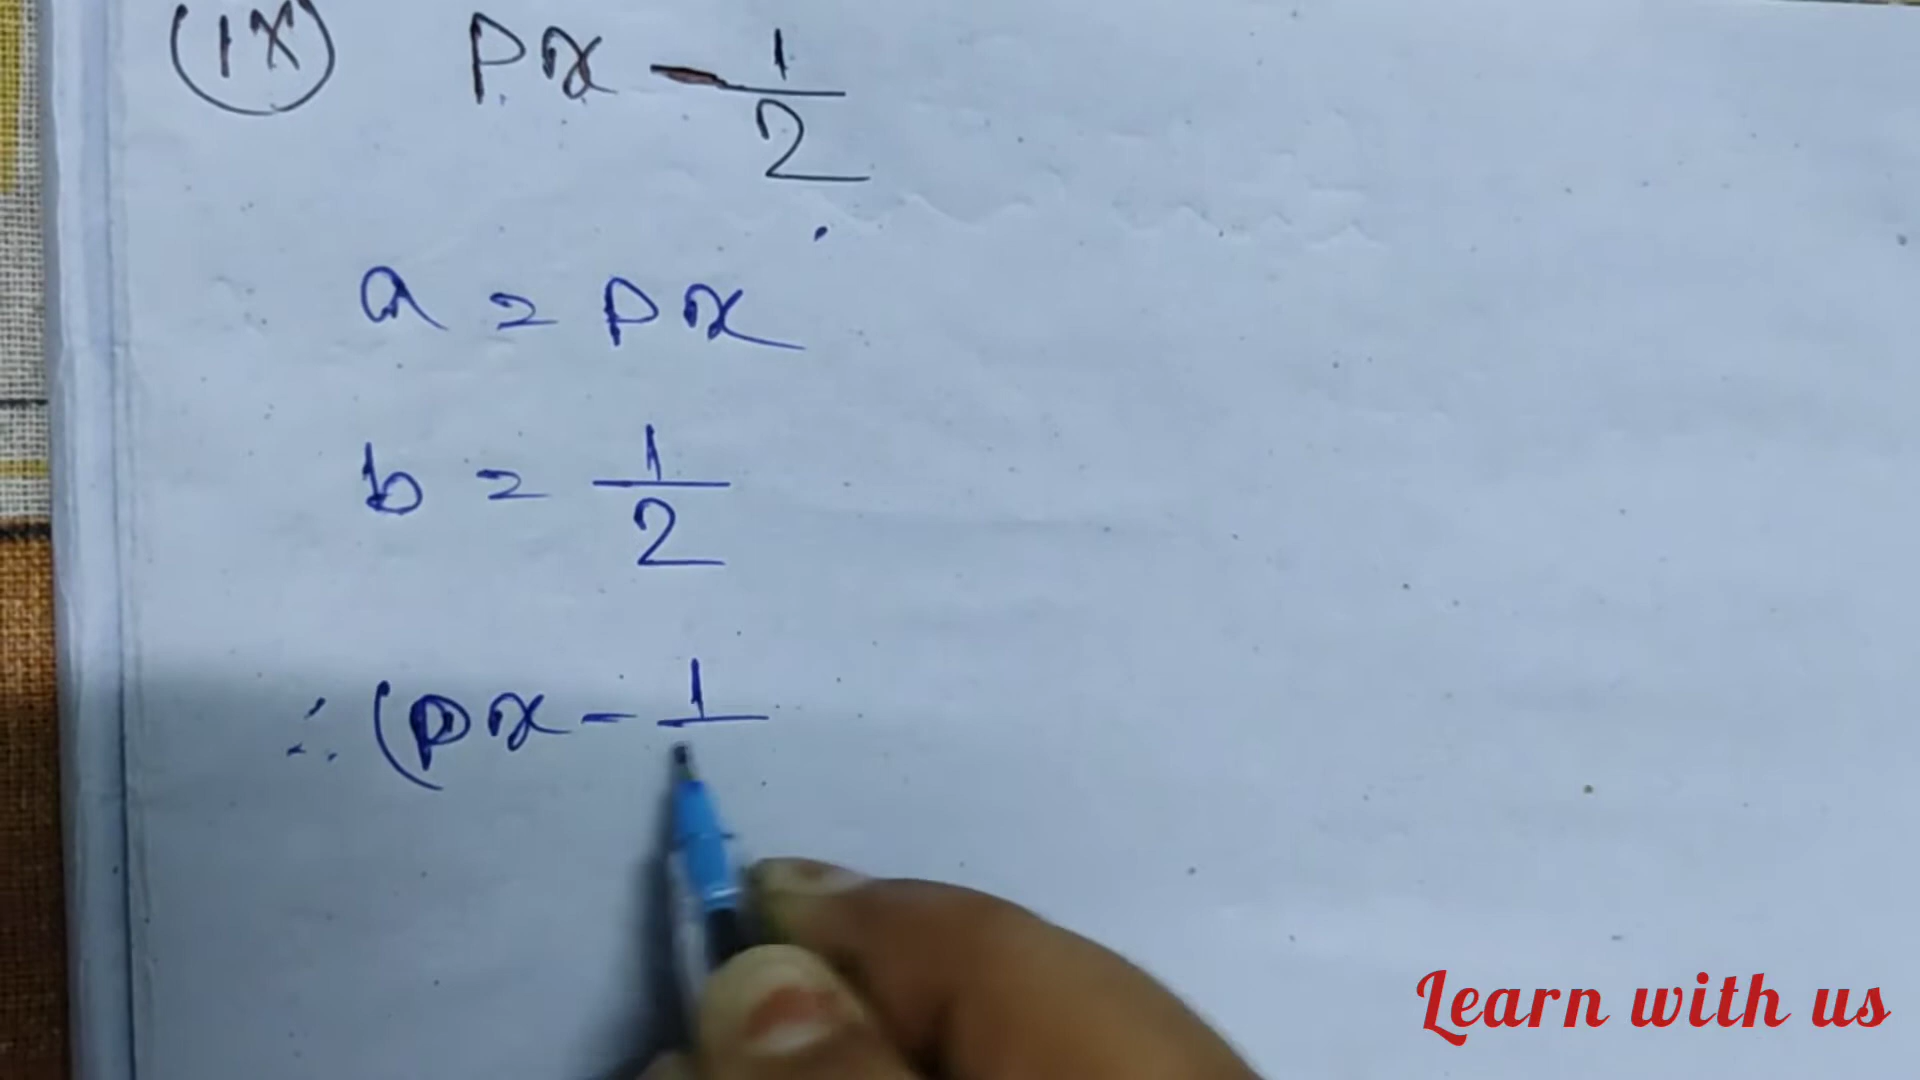 (ix) px - 1/2
a = px
b = 1/2
∴ (px - 1
Learn with us